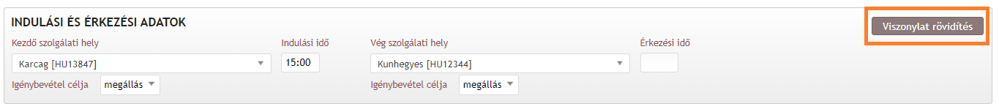 INDULÁSI ÉS ÉRKEZÉSI ADATOK
Viszonylat rövidítés
Kezdő szolgálati hely Indulási idő Vég szolgálati hely Érkezési idő
Karcag [HU13847] 15:00 Kunhegyes [HU12344]
Igénybevétel célja megállás Igénybevétel célja megállás